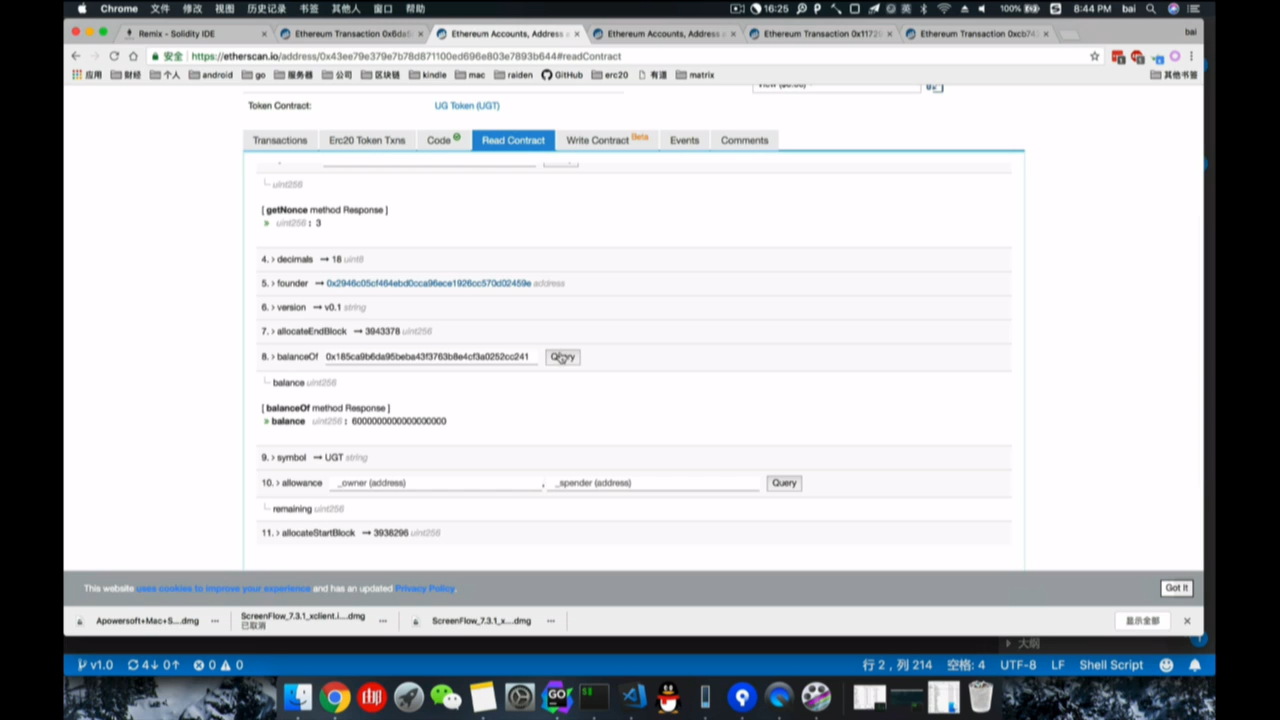 Chrome 文件 修改 视图 历史记录 书签 其他人 窗口 帮助 16:25 100% 8:44 PM bai
Remix - Solidity IDE Ethereum Transaction 0x6da Ethereum Accounts, Address Ethereum Accounts, Address Ethereum Transaction 0x1172 Ethereum Transaction 0xcb74 bai
安全 https://etherscan.io/address/0x43ee79e379e7b78d871100ed696e803e7893b644#readContract
应用 财经 个人 android go 服务器 公司 区块链 kindle mac raiden GitHub erc20 有道 matrix 其他书签
Token Contract: UG Token (UGT)
Transactions Erc20 Token Txns Code Read Contract Write Contract Beta Events Comments
uint256
[ getNonce method Response ]
» uint256 : 3
4. > decimals → 18 uint8
5. > founder → 0x2946c05cf464ebd0cca96ece1926cc570d02459e address
6. > version → v0.1 string
7. > allocateEndBlock → 3943378 uint256
8. > balanceOf 0x185ca9b6da95beba43f3763b8e4cf3a0252cc241 Query
balance uint256
[ balanceOf method Response ]
» balance uint256 : 6000000000000000000
9. > symbol → UGT string
10. > allowance _owner (address) , _spender (address) Query
remaining uint256
11. > allocateStartBlock → 3938296 uint256
This website uses cookies to improve your experience and has an updated Privacy Policy. Got It
Apowersoft+Mac+S....dmg ScreenFlow_7.3.1_xclient.i....dmg ScreenFlow_7.3.1_x....dmg 显示全部
已取消
大纲
v1.0 4↓ 0↑ 0 0 行 2，列 214 空格: 4 UTF-8 LF Shell Script